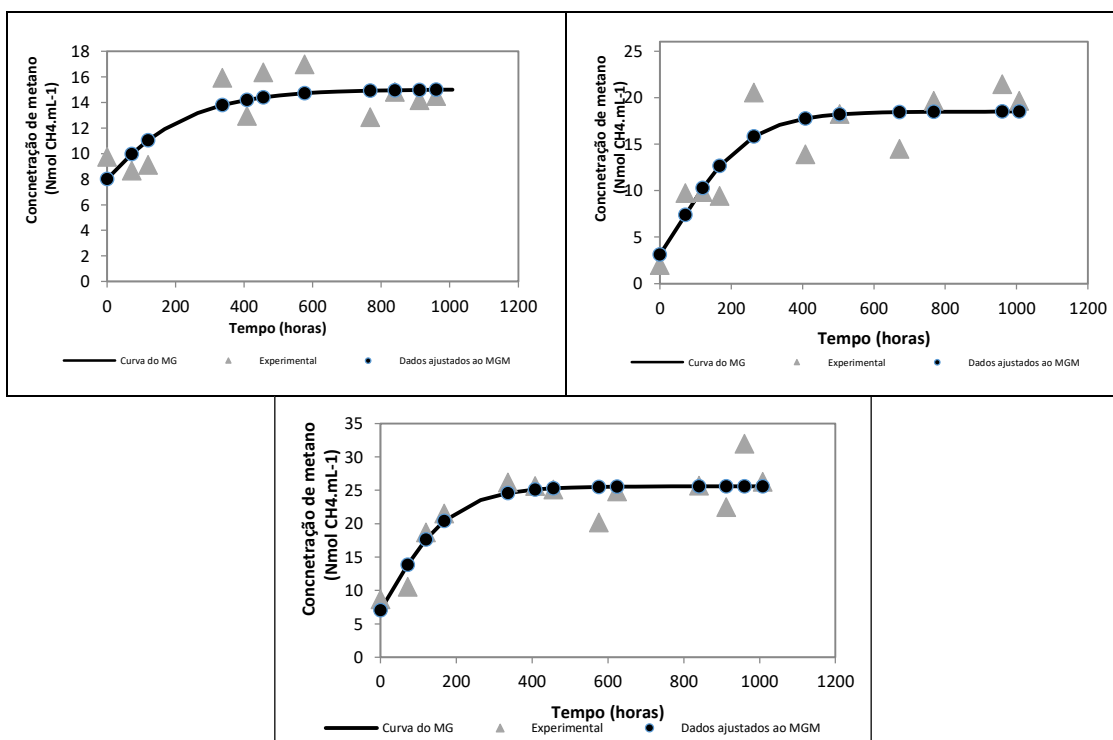 18
16
14
12
10
8
6
4
2
0
Concnetração de metano
(Nmol CH4.mL-1)
0 200 400 600 800 1000 1200
Tempo (horas)
Curva do MG Experimental Dados ajustados ao MGM
25
20
15
10
5
0
Concnetração de metano
(Nmol CH4.mL-1)
0 200 400 600 800 1000 1200
Tempo (horas)
Curva do MG Experimental Dados ajustados ao MGM
35
30
25
20
15
10
5
0
Concnetração de metano
(Nmol CH4.mL-1)
0 200 400 600 800 1000 1200
Tempo (horas)
Curva do MG Experimental Dados ajustados ao MGM